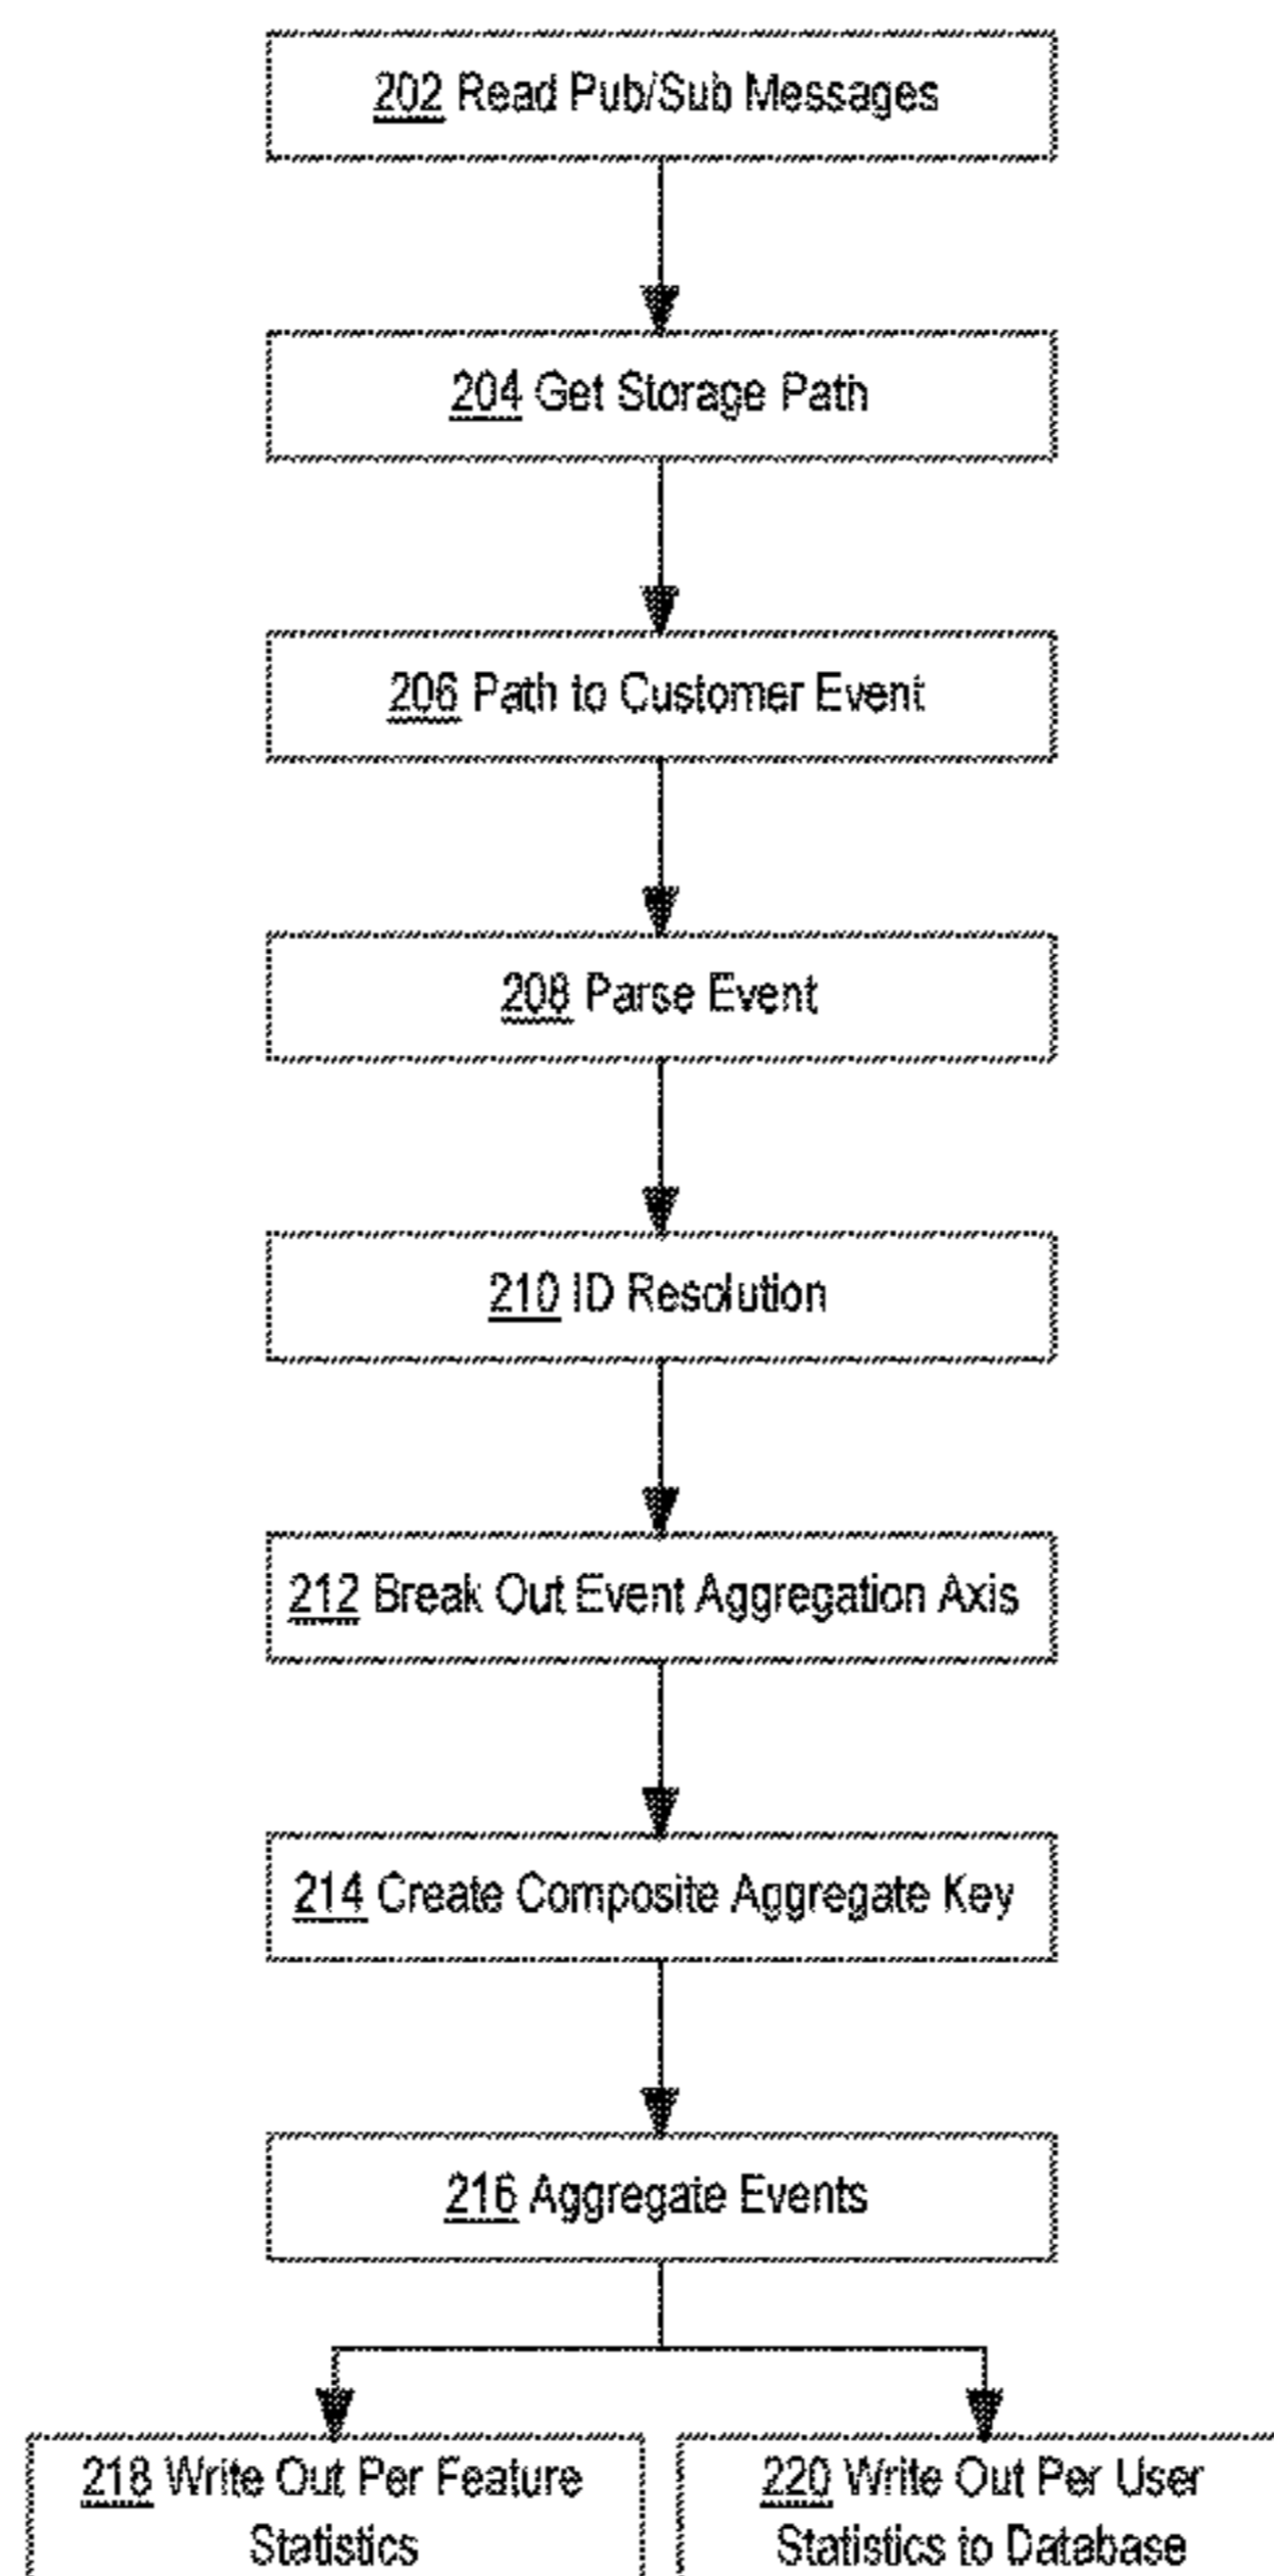 202 Read Pub/Sub Messages
204 Get Storage Path
206 Path to Customer Event
208 Parse Event
210 ID Resolution
212 Break Out Event Aggregation Axis
214 Create Composite Aggregate Key
216 Aggregate Events
218 Write Out Per Feature
Statistics
220 Write Out Per User
Statistics to Database